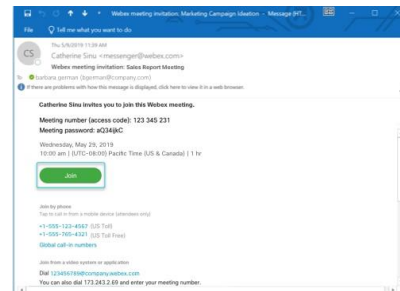 Webex meeting invitation: Marketing Campaign Ideation - Message (HT...
File Tell me what you want to do
Thu 5/9/2019 11:29 AM
CS
Catherine Sinu <messenger@webex.com>
Webex meeting invitation: Sales Report Meeting
to barbara german (bgerman@company.com)
If there are problems with how this message is displayed, click here to view it in a web browser.
Catherine Sinu invites you to join this Webex meeting.
Meeting number (access code): 123 345 231
Meeting password: aQ34ijkC
Wednesday, May 29, 2019
10:00 am | (UTC-08:00) Pacific Time (US & Canada) | 1 hr
Join
Join by phone
Tap to call in from a mobile device (attendees only)
+1-555-123-4567 (US Toll)
+1-555-765-4321 (US Toll Free)
Global call-in numbers
Join from a video system or application
Dial 123456789@company.webex.com
You can also dial 173.243.2.69 and enter your meeting number.